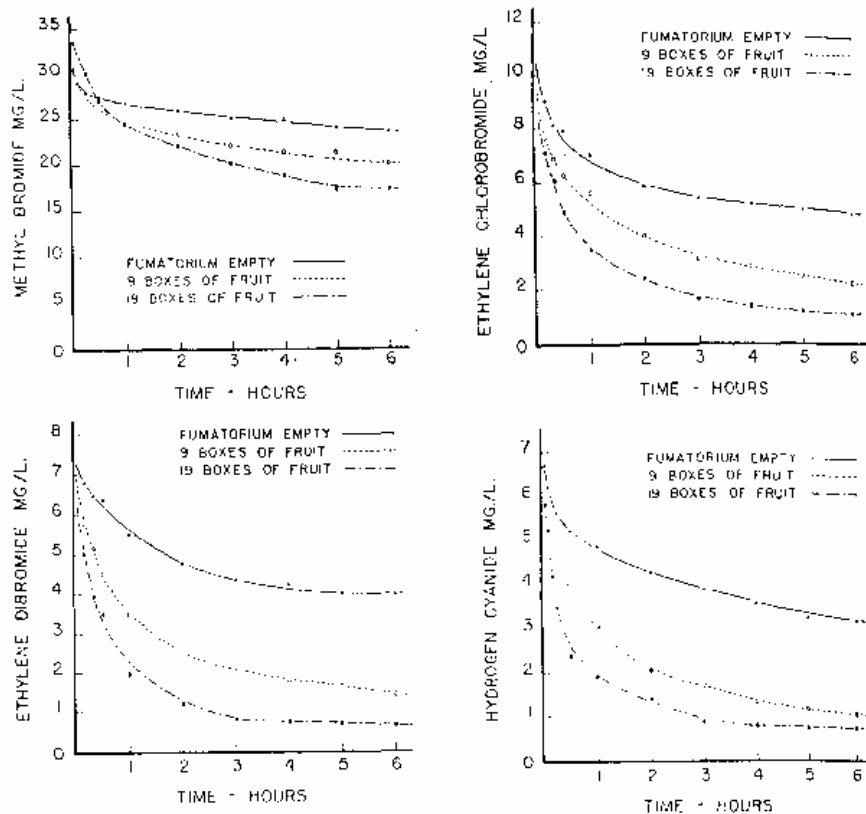 METHYL BROMIDE MG./L.
35
30
25
20
15
10
5
0
FUMATORIUM EMPTY
9 BOXES OF FRUIT
19 BOXES OF FRUIT
1 2 3 4 5 6
TIME - HOURS
ETHYLENE CHLOROBROMIDE MG./L
12
10
8
6
4
2
0
FUMATORIUM EMPTY
9 BOXES OF FRUIT
19 BOXES OF FRUIT
1 2 3 4 5 6
TIME - HOURS
ETHYLENE DIBROMIDE MG./L.
8
7
6
5
4
3
2
1
0
FUMATORIUM EMPTY
9 BOXES OF FRUIT
19 BOXES OF FRUIT
1 2 3 4 5 6
TIME - HOURS
HYDROGEN CYANIDE MG./L.
7
6
5
4
3
2
1
0
FUMATORIUM EMPTY
9 BOXES OF FRUIT
19 BOXES OF FRUIT
1 2 3 4 5 6
TIME - HOURS